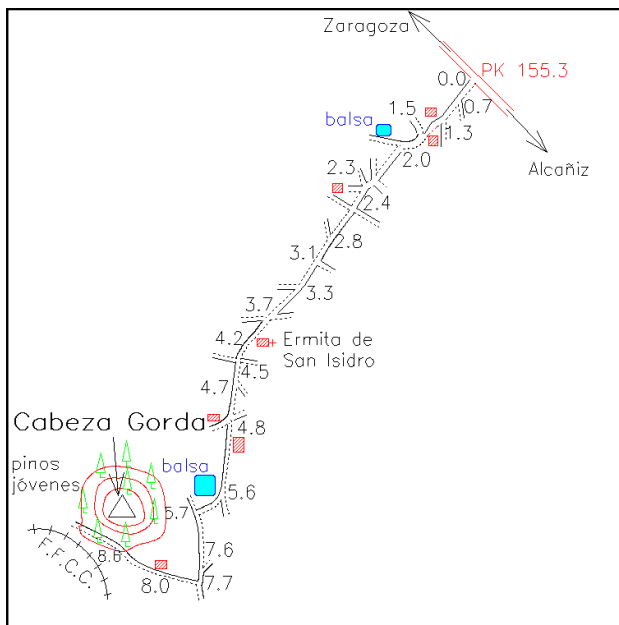 Zaragoza
PK 155.3
0.0
0.7
1.5
balsa
1.3
2.0
Alcañiz
2.3
2.4
2.8
3.1
3.3
3.7
4.2
Ermita de
San Isidro
4.5
4.7
Cabeza Gorda
4.8
pinos
jóvenes
balsa
5.6
5.7
7.6
8.6
F.F.C.C.
8.0
7.7